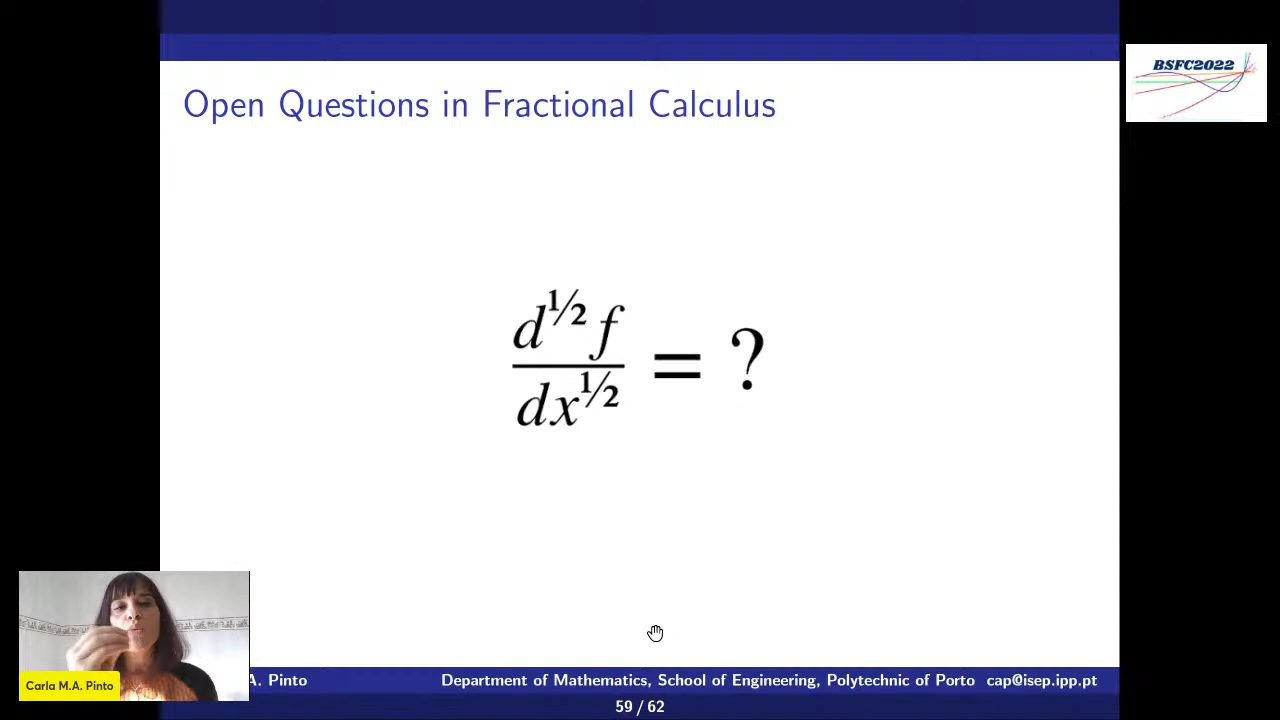 BSFC2022
Open Questions in Fractional Calculus
d½ f
dx½
= ?
Carla M.A. Pinto
A. Pinto
Department of Mathematics, School of Engineering, Polytechnic of Porto cap@isep.ipp.pt
59 / 62